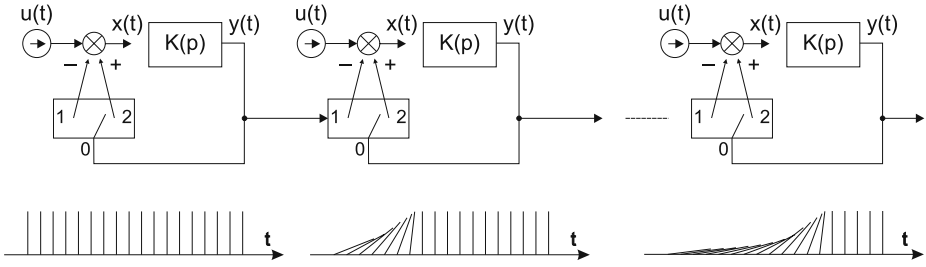 u(t) x(t) y(t) u(t) x(t) y(t) u(t) x(t) y(t)
K(p) K(p) K(p)
− + − + − +
1 2 1 2 1 2
0 0 0
t t t